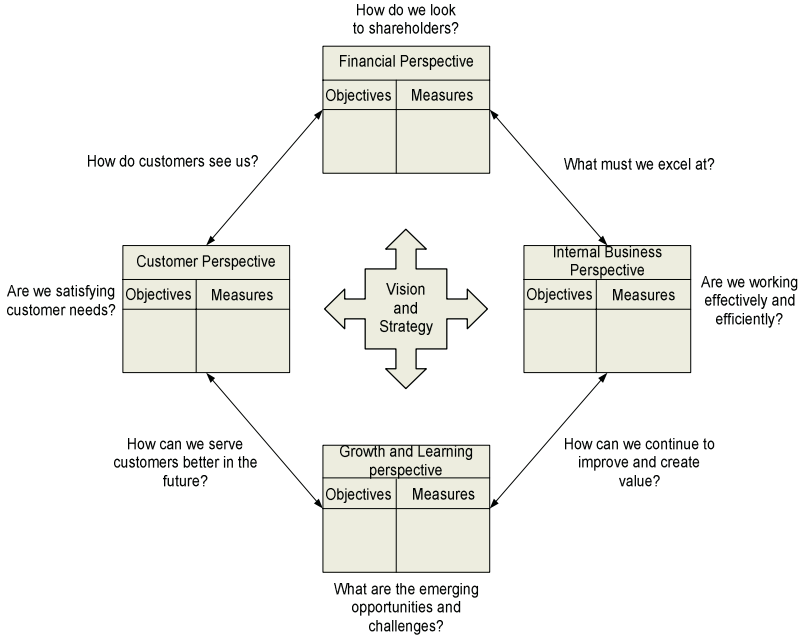 How do we look
to shareholders?
Financial Perspective
Objectives Measures
How do customers see us?
What must we excel at?
Customer Perspective
Objectives Measures
Are we satisfying
customer needs?
Vision
and
Strategy
Internal Business
Perspective
Objectives Measures
Are we working
effectively and
efficiently?
How can we serve
customers better in the
future?
How can we continue to
improve and create
value?
Growth and Learning
perspective
Objectives Measures
What are the emerging
opportunities and
challenges?